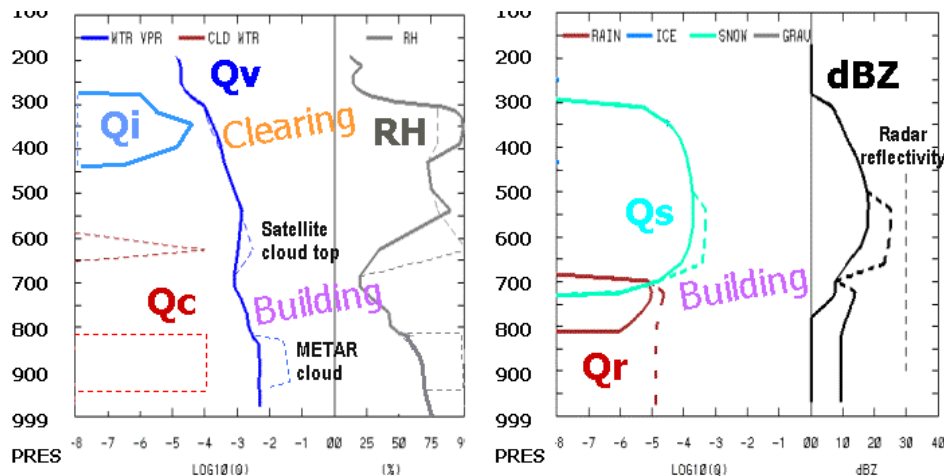 100
WTR VPR CLD WTR RH
200
Qv
300
Qi
Clearing
RH
400
500
Satellite
cloud top
600
700
Qc
Building
800
METAR
cloud
900
999
PRES
-8 -7 -6 -5 -4 -3 -2 -1 00 25 50 75 9
LOG10(Q) (%)
100
RAIN ICE SNOW GRAU
200
dBZ
300
Radar
reflectivity
400
500
Qs
600
700
Building
800
Qr
900
999
PRES
-8 -7 -6 -5 -4 -3 -2 -1 00 10 20 30 40
LOG10(Q) dBZ